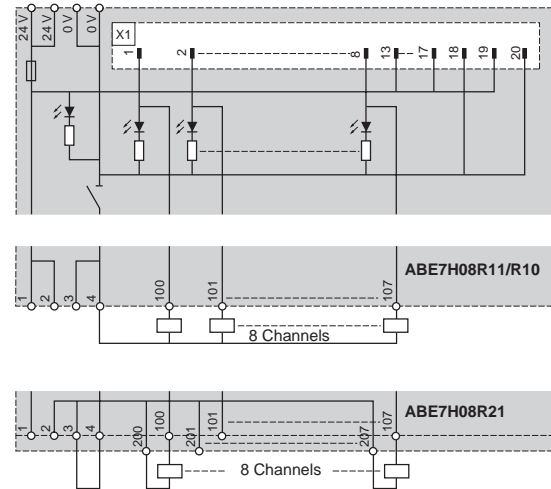 24 V 24 V 0 V 0 V
X1
1 2 8 13 17 18 19 20
ABE7H08R11/R10
1 2 3 4 100 101 107
8 Channels
ABE7H08R21
1 2 3 4 200 100 201 101 207 107
8 Channels